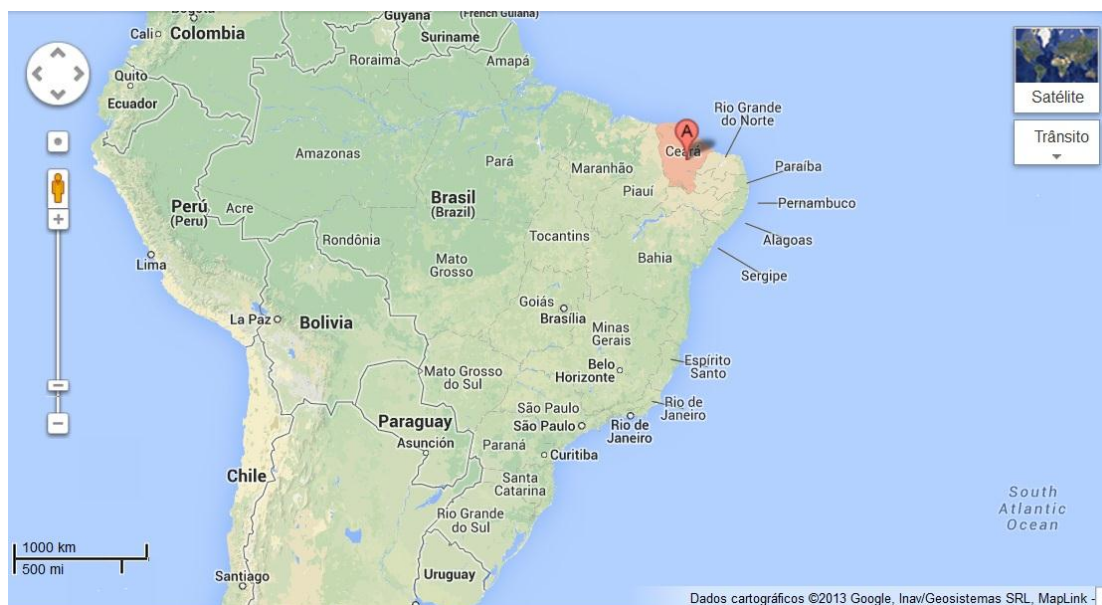 Bogotá
Cali
Colombia
Guyana
(French Guiana)
Suriname
Roraima
Amapá
Quito
Ecuador
Satélite
Trânsito
Rio Grande
do Norte
A
Ceará
Amazonas
Pará
Maranhão
Paraíba
Piauí
Brasil
(Brazil)
Perú
(Peru)
Acre
Pernambuco
Rondônia
Tocantins
Alagoas
Lima
Mato
Grosso
Bahia
Sergipe
Goiás
Brasília
La Paz
Bolivia
Minas
Gerais
Belo
Horizonte
Espírito
Santo
Mato Grosso
do Sul
São Paulo
São Paulo
Rio de
Janeiro
Rio de
Janeiro
Paraguay
Asunción
Paraná
Curitiba
Chile
Santa
Catarina
South
Atlantic
Ocean
Rio Grande
do Sul
1000 km
500 mi
Santiago
Uruguay
Dados cartográficos ©2013 Google, Inav/Geosistemas SRL, MapLink -